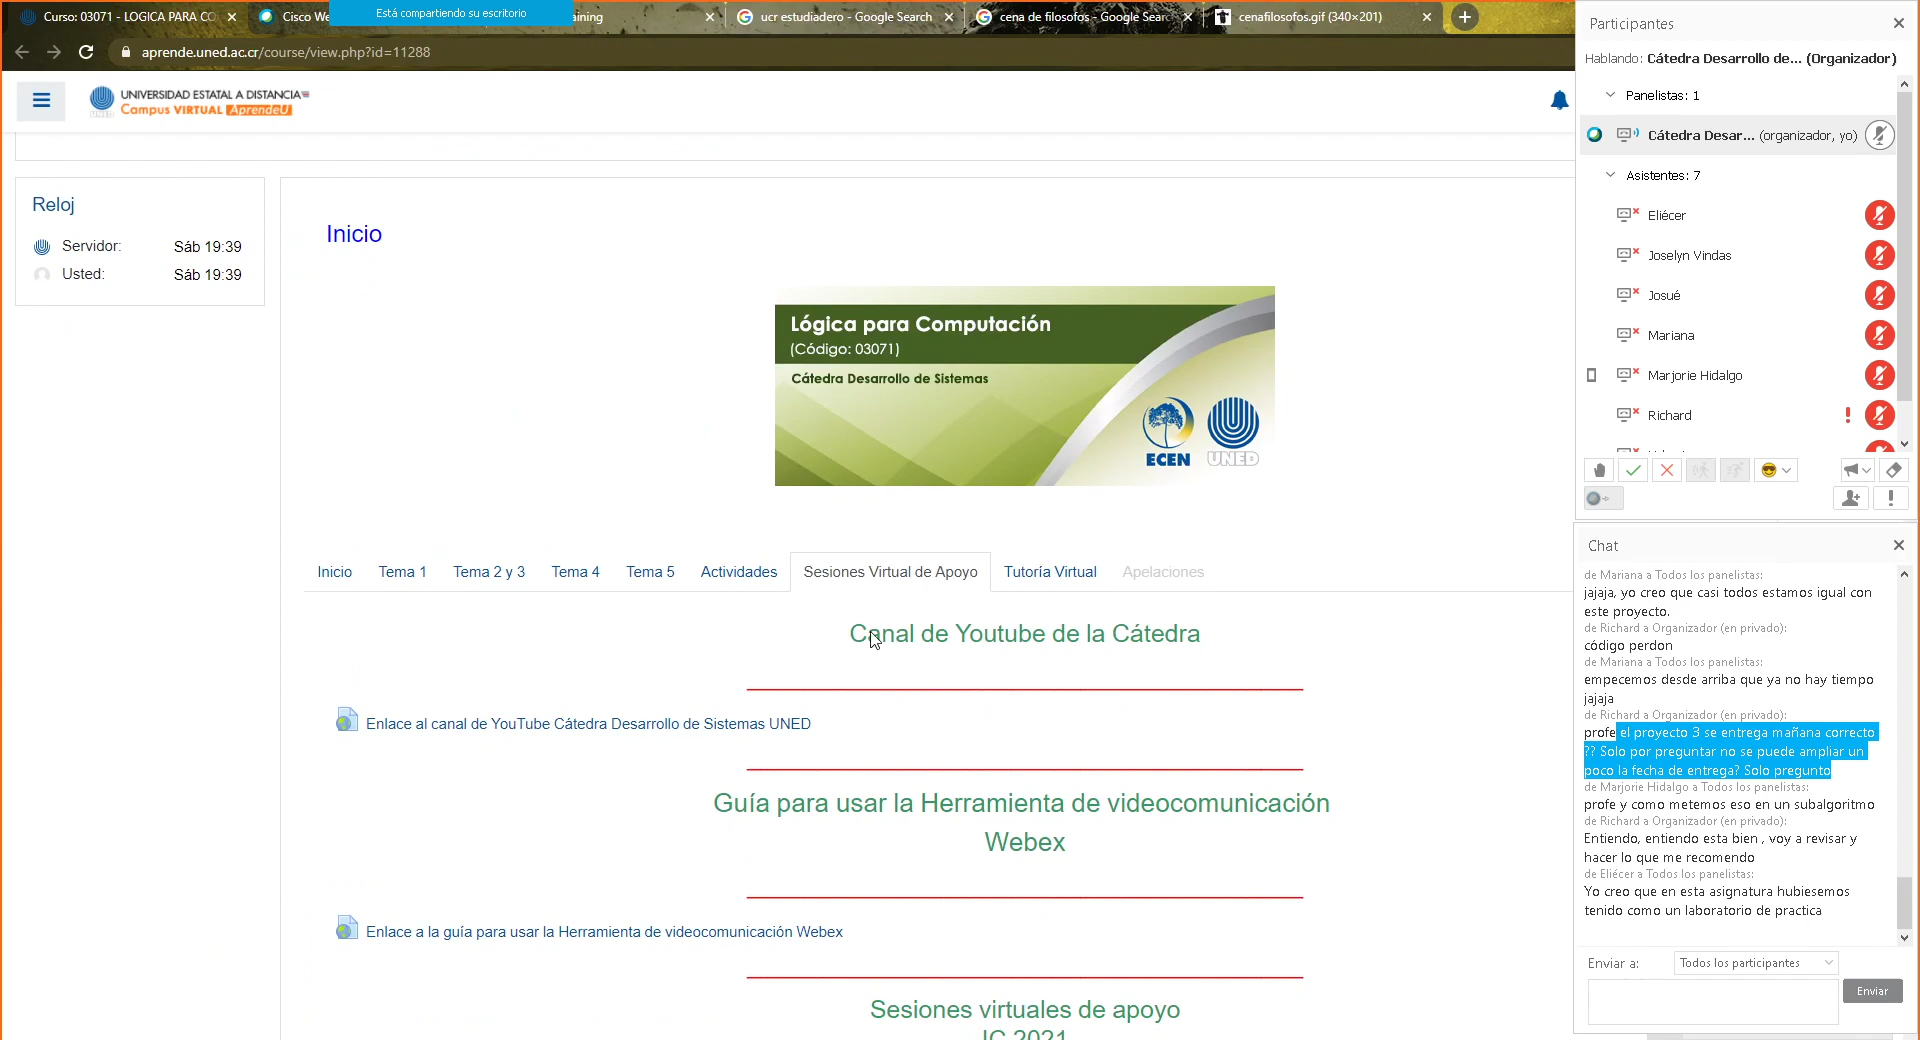 Curso: 03071 - LOGICA PARA CO
Cisco We
Está compartiendo su escritorio
aining
ucr estudiadero - Google Search
cena de filosofos - Google Searc
cenafilosofos.gif (340×201)
aprende.uned.ac.cr/course/view.php?id=11288
UNIVERSIDAD ESTATAL A DISTANCIA
Campus VIRTUAL AprendeU
UNED
Reloj
Servidor: Sáb 19:39
Usted: Sáb 19:39
Inicio
Lógica para Computación
(Código: 03071)
Cátedra Desarrollo de Sistemas
ECEN UNED
Inicio Tema 1 Tema 2 y 3 Tema 4 Tema 5 Actividades Sesiones Virtual de Apoyo Tutoría Virtual Apelaciones
Canal de Youtube de la Cátedra
Enlace al canal de YouTube Cátedra Desarrollo de Sistemas UNED
Guía para usar la Herramienta de videocomunicación
Webex
Enlace a la guía para usar la Herramienta de videocomunicación Webex
Sesiones virtuales de apoyo
IC 2021
Participantes
Hablando: Cátedra Desarrollo de... (Organizador)
Panelistas: 1
Cátedra Desar... (organizador, yo)
Asistentes: 7
Eliécer
Joselyn Vindas
Josué
Mariana
Marjorie Hidalgo
Richard
Chat
de Mariana a Todos los panelistas:
jajaja, yo creo que casi todos estamos igual con
este proyecto.
de Richard a Organizador (en privado):
código perdon
de Mariana a Todos los panelistas:
empecemos desde arriba que ya no hay tiempo
jajaja
de Richard a Organizador (en privado):
profe el proyecto 3 se entrega mañana correcto
?? Solo por preguntar no se puede ampliar un
poco la fecha de entrega? Solo pregunto
de Marjorie Hidalgo a Todos los panelistas:
profe y como metemos eso en un subalgoritmo
de Richard a Organizador (en privado):
Entiendo, entiendo esta bien , voy a revisar y
hacer lo que me recomendo
de Eliécer a Todos los panelistas:
Yo creo que en esta asignatura hubiesemos
tenido como un laboratorio de practica
Enviar a: Todos los participantes
Enviar